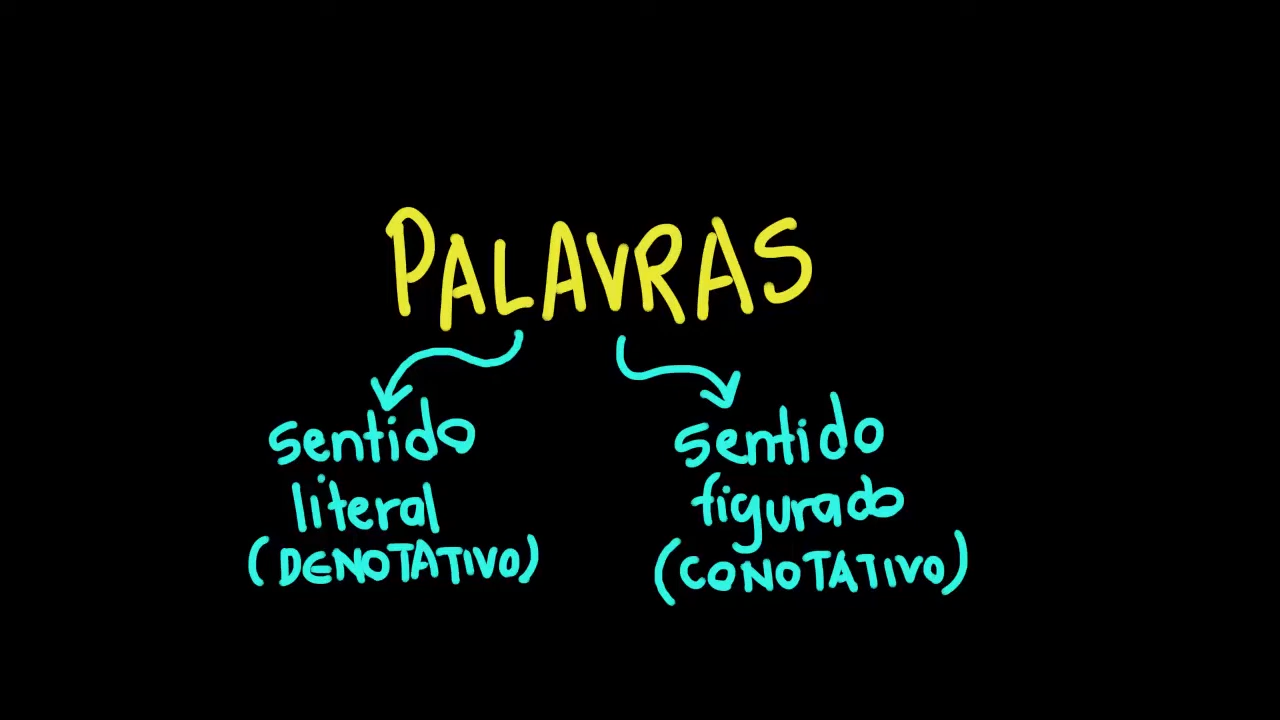 PALAVRAS
sentido
literal
(DENOTATIVO)
sentido
figurado
(CONOTATIVO)